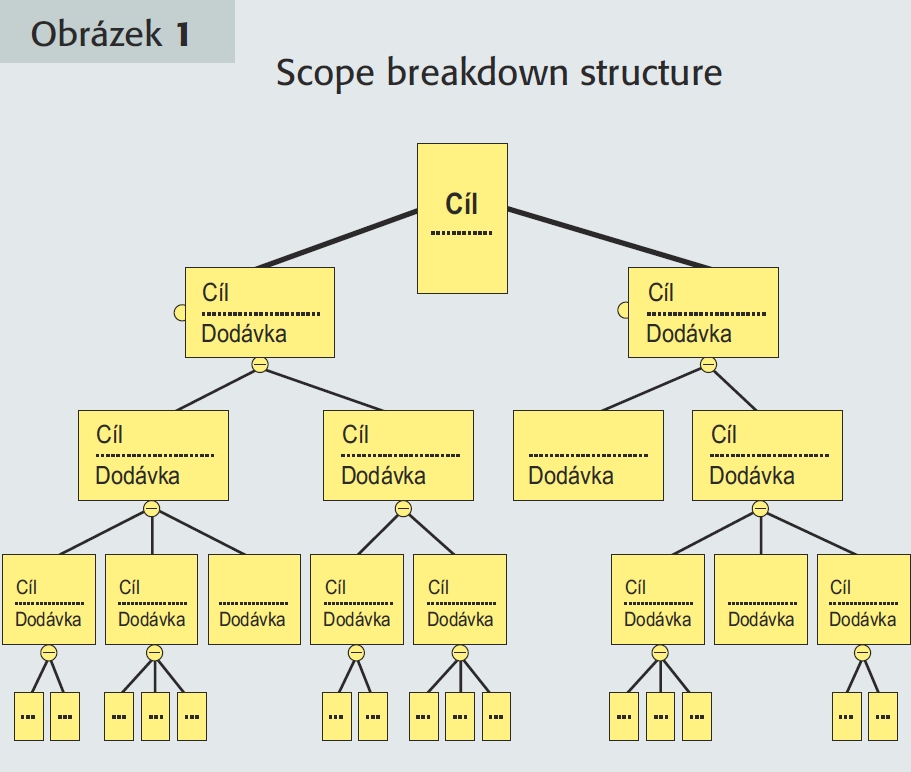 Obrázek 1
Scope breakdown structure
Cíl
Cíl
Dodávka
Cíl
Dodávka
Cíl
Dodávka
Cíl
Dodávka
Dodávka
Cíl
Dodávka
Cíl
Dodávka
Cíl
Dodávka
Dodávka
Cíl
Dodávka
Cíl
Dodávka
Cíl
Dodávka
Dodávka
Cíl
Dodávka
... ... ... ... ... ... ... ... ... ... ... ... ... ... ...